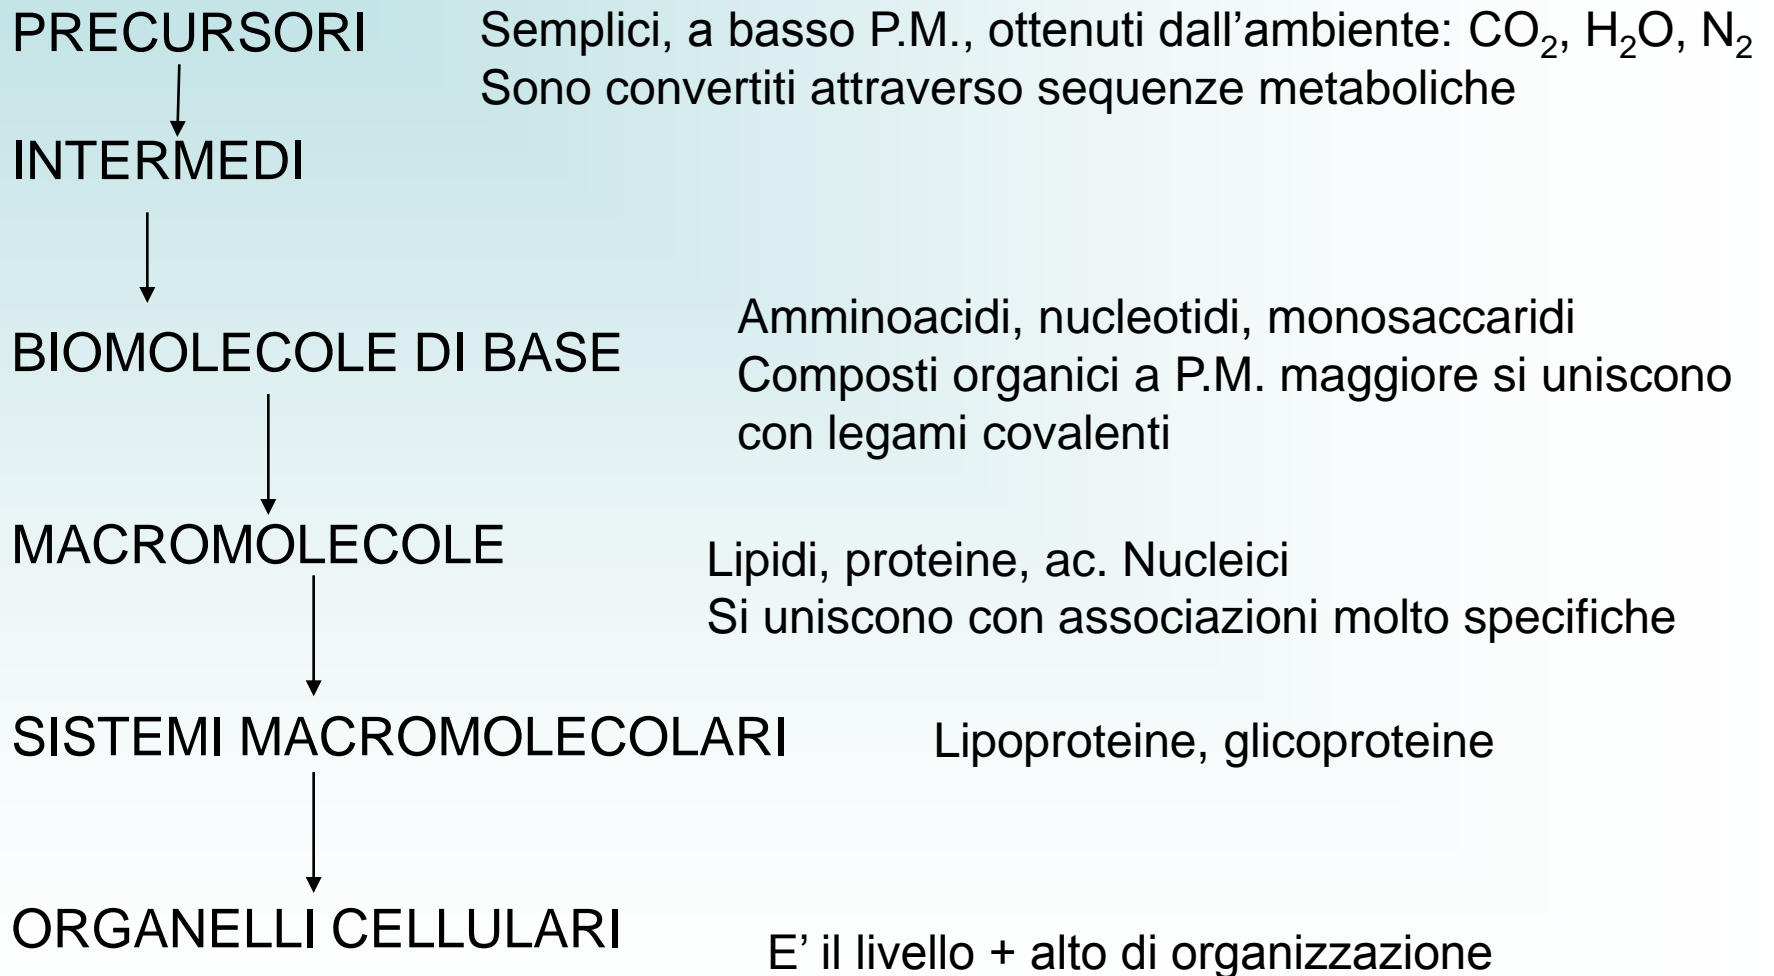 PRECURSORI
Semplici, a basso P.M., ottenuti dall’ambiente: CO₂, H₂O, N₂
Sono convertiti attraverso sequenze metaboliche
INTERMEDI
BIOMOLECOLE DI BASE
Amminoacidi, nucleotidi, monosaccaridi
Composti organici a P.M. maggiore si uniscono
con legami covalenti
MACROMOLECOLE
Lipidi, proteine, ac. Nucleici
Si uniscono con associazioni molto specifiche
SISTEMI MACROMOLECOLARI
Lipoproteine, glicoproteine
ORGANELLI CELLULARI
E’ il livello + alto di organizzazione